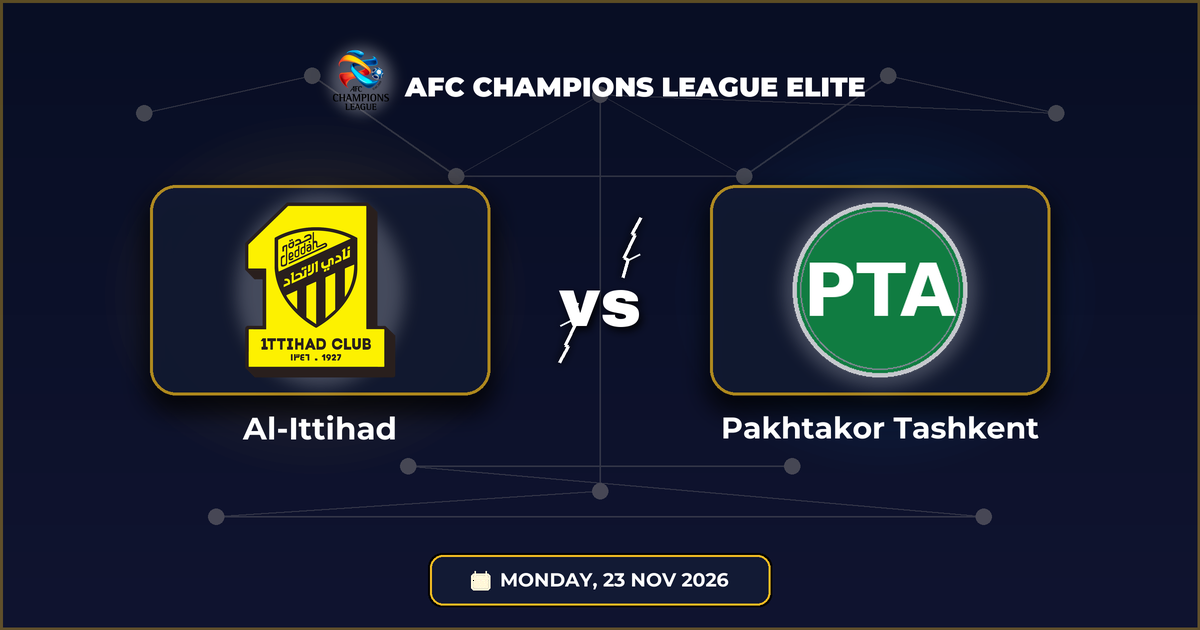 AFC
CHAMPIONS
LEAGUE
AFC CHAMPIONS LEAGUE ELITE
جدة
jeddah
نادي الاتحاد
1TTIHAD CLUB
١٣٤٦ . 1927
VS
PTA
Al-Ittihad
Pakhtakor Tashkent
MONDAY, 23 NOV 2026